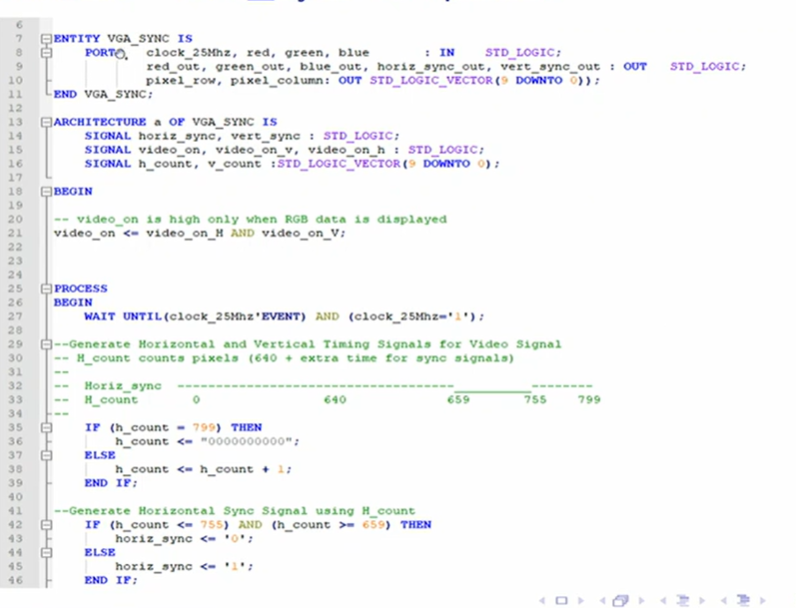 6
7 ENTITY VGA_SYNC IS
8 PORT( clock_25Mhz, red, green, blue : IN STD_LOGIC;
9 red_out, green_out, blue_out, horiz_sync_out, vert_sync_out : OUT STD_LOGIC;
10 pixel_row, pixel_column: OUT STD_LOGIC_VECTOR(9 DOWNTO 0));
11 END VGA_SYNC;
12
13 ARCHITECTURE a OF VGA_SYNC IS
14 SIGNAL horiz_sync, vert_sync : STD_LOGIC;
15 SIGNAL video_on, video_on_v, video_on_h : STD_LOGIC;
16 SIGNAL h_count, v_count :STD_LOGIC_VECTOR(9 DOWNTO 0);
17
18 BEGIN
19
20 -- video_on is high only when RGB data is displayed
21 video_on <= video_on_H AND video_on_V;
22
23
24
25 PROCESS
26 BEGIN
27 WAIT UNTIL(clock_25Mhz'EVENT) AND (clock_25Mhz='1');
28
29 --Generate Horizontal and Vertical Timing Signals for Video Signal
30 -- H_count counts pixels (640 + extra time for sync signals)
31 --
32 -- Horiz_sync ------------------------------------__________--------
33 -- H_count 0 640 659 755 799
34 --
35 IF (h_count = 799) THEN
36 h_count <= "0000000000";
37 ELSE
38 h_count <= h_count + 1;
39 END IF;
40
41 --Generate Horizontal Sync Signal using H_count
42 IF (h_count <= 755) AND (h_count >= 659) THEN
43 horiz_sync <= '0';
44 ELSE
45 horiz_sync <= '1';
46 END IF;